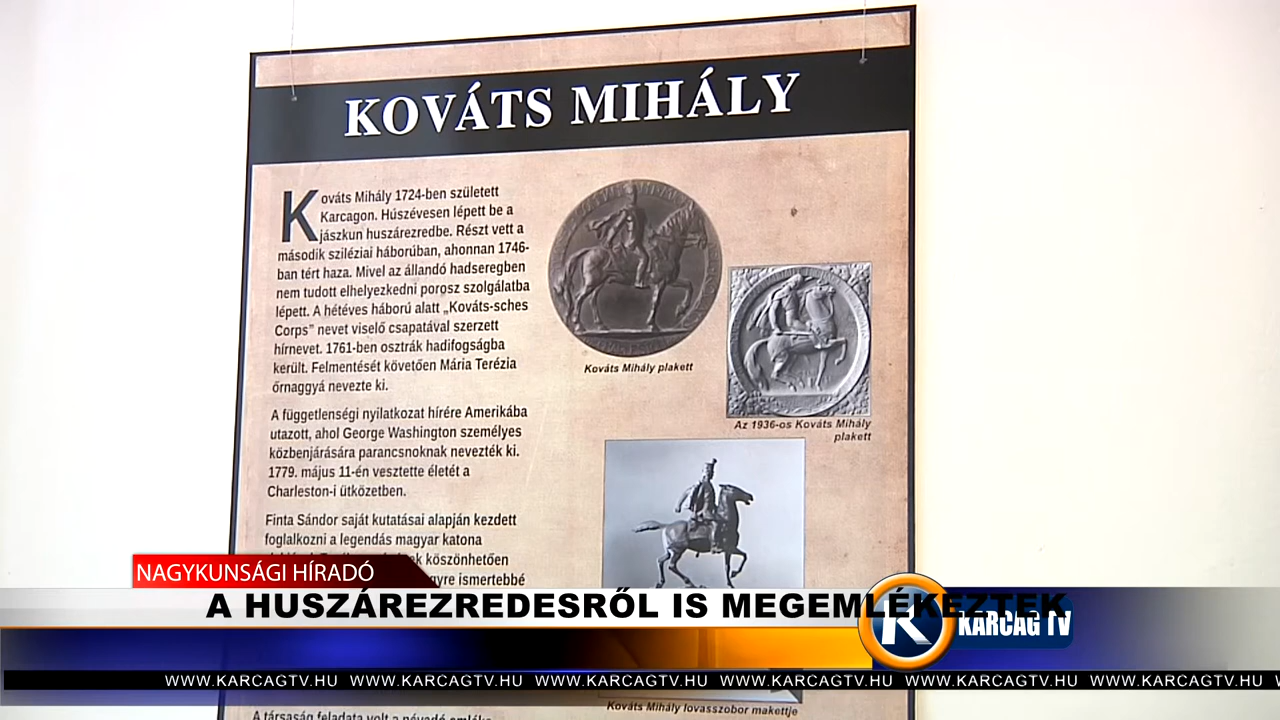 KOVÁTS MIHÁLY
Kováts Mihály 1724-ben született
Karcagon. Húszévesen lépett be a
jászkun huszárezredbe. Részt vett a
második sziléziai háborúban, ahonnan 1746-
ban tért haza. Mivel az állandó hadseregben
nem tudott elhelyezkedni porosz szolgálatba
lépett. A hétéves háború alatt „Kováts-sches
Corps” nevet viselő csapatával szerzett
hírnevet. 1761-ben osztrák hadifogságba
került. Felmentését követően Mária Terézia
őrnaggyá nevezte ki.
A függetlenségi nyilatkozat hírére Amerikába
utazott, ahol George Washington személyes
közbenjárására parancsnoknak nevezték ki.
1779. május 11-én vesztette életét a
Charleston-i ütközetben.
Finta Sándor saját kutatásai alapján kezdett
foglalkozni a legendás magyar katona
köszönhetően
ismertebbé
Kováts Mihály plakett
Az 1936-os Kováts Mihály
plakett
Kováts Mihály lovasszobor makettje
A társaság feladata volt a névadó
NAGYKUNSÁGI HÍRADÓ
A HUSZÁREZREDESRŐL IS MEGEMLÉKEZTEK
K KARCAG TV
WWW.KARCAGTV.HU WWW.KARCAGTV.HU WWW.KARCAGTV.HU WWW.KARCAGTV.HU WWW.KARCAGTV.HU WWW.KARCAGTV.HU